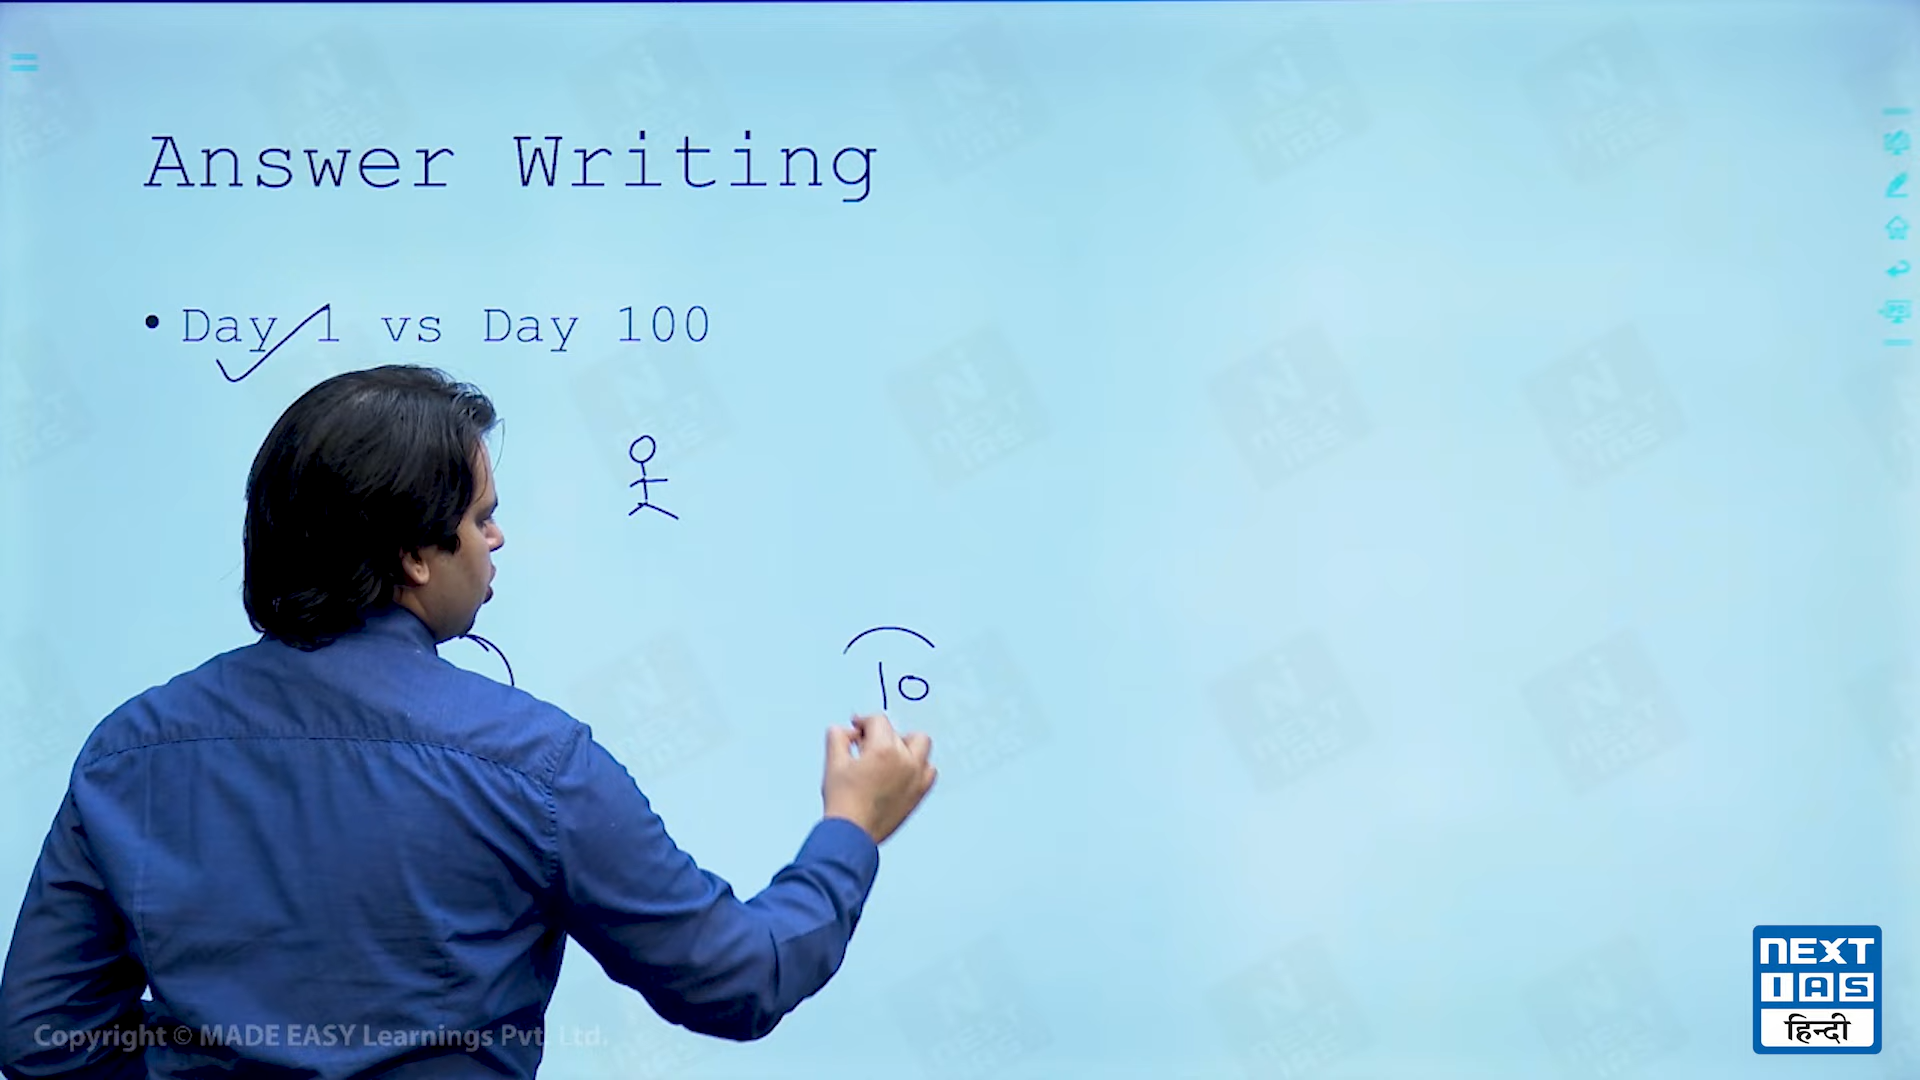 Answer Writing
• Day 1 vs Day 100
10
NEXT
IAS
हिन्दी
Copyright © MADE EASY Learnings Pvt. Ltd.